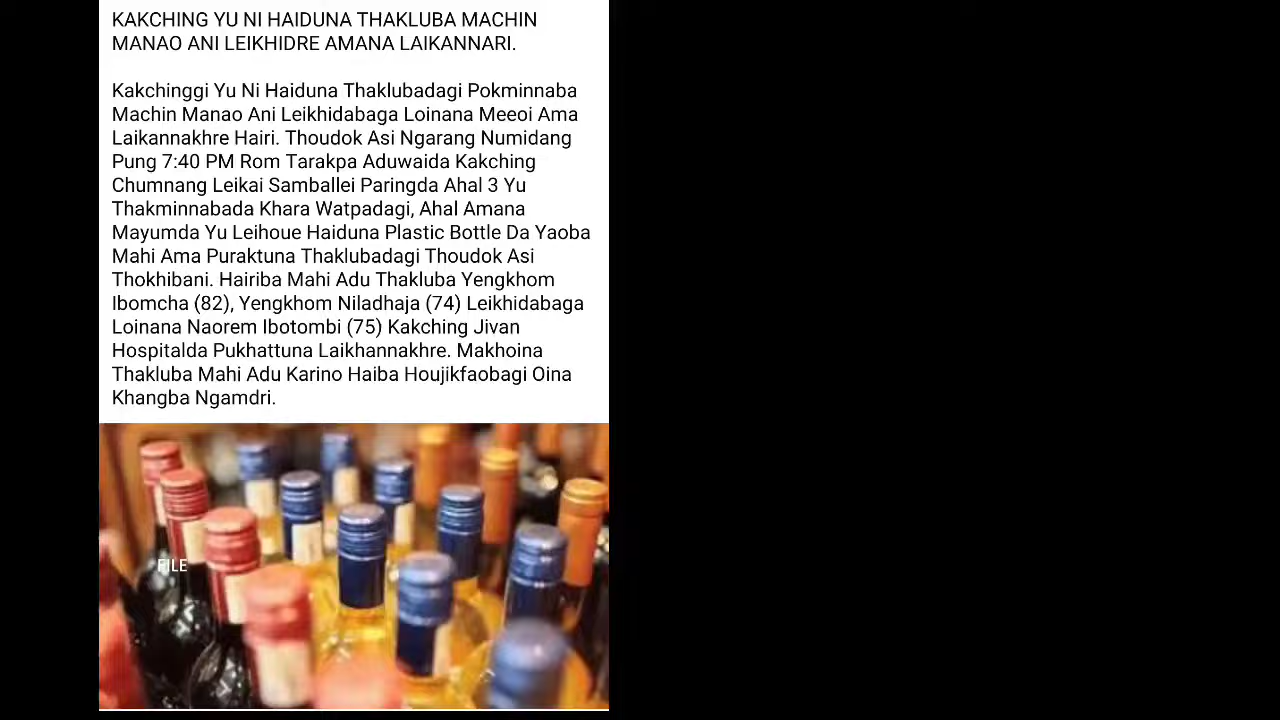 KAKCHING YU NI HAIDUNA THAKLUBA MACHIN
MANAO ANI LEIKHIDRE AMANA LAIKANNARI.
Kakchinggi Yu Ni Haiduna Thaklubadagi Pokminnaba
Machin Manao Ani Leikhidabaga Loinana Meeoi Ama
Laikannakhre Hairi. Thoudok Asi Ngarang Numidang
Pung 7:40 PM Rom Tarakpa Aduwaida Kakching
Chumnang Leikai Samballei Paringda Ahal 3 Yu
Thakminnabada Khara Watpadagi, Ahal Amana
Mayumda Yu Leihoue Haiduna Plastic Bottle Da Yaoba
Mahi Ama Puraktuna Thaklubadagi Thoudok Asi
Thokhibani. Hairiba Mahi Adu Thakluba Yengkhom
Ibomcha (82), Yengkhom Niladhaja (74) Leikhidabaga
Loinana Naorem Ibotombi (75) Kakching Jivan
Hospitalda Pukhattuna Laikhannakhre. Makhoina
Thakluba Mahi Adu Karino Haiba Houjikfaobagi Oina
Khangba Ngamdri.
FILE